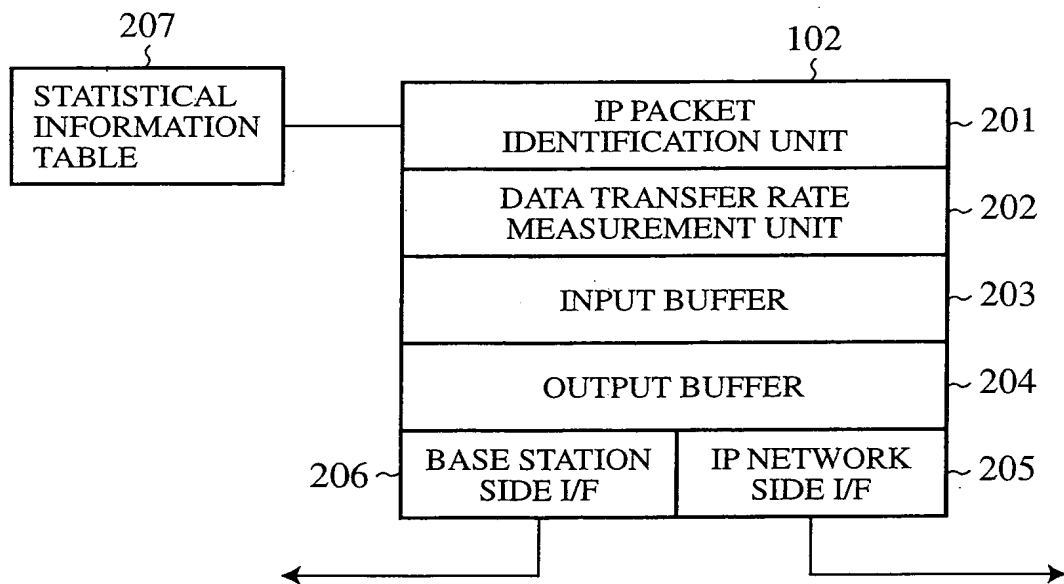 207
STATISTICAL
INFORMATION
TABLE
102
IP PACKET
IDENTIFICATION UNIT
201
DATA TRANSFER RATE
MEASUREMENT UNIT
202
INPUT BUFFER
203
OUTPUT BUFFER
204
206
BASE STATION
SIDE I/F
IP NETWORK
SIDE I/F
205